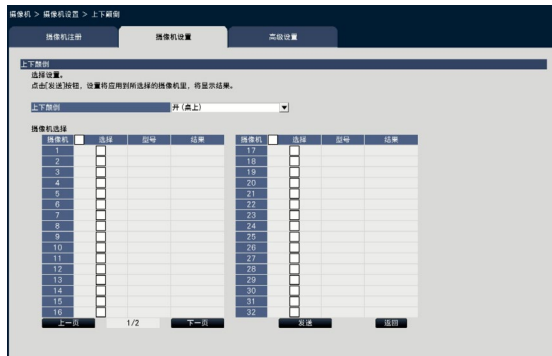 摄像机 > 摄像机设置 > 上下颠倒
摄像机注册 摄像机设置 高级设置
上下颠倒
选择设置。
点击[发送]按钮，设置将应用到所选择的摄像机里，将显示结果。
上下颠倒 开 (桌上)
摄像机选择
摄像机 选择 型号 结果 摄像机 选择 型号 结果
1 17
2 18
3 19
4 20
5 21
6 22
7 23
8 24
9 25
10 26
11 27
12 28
13 29
14 30
15 31
16 32
上一页 1/2 下一页 发送 返回